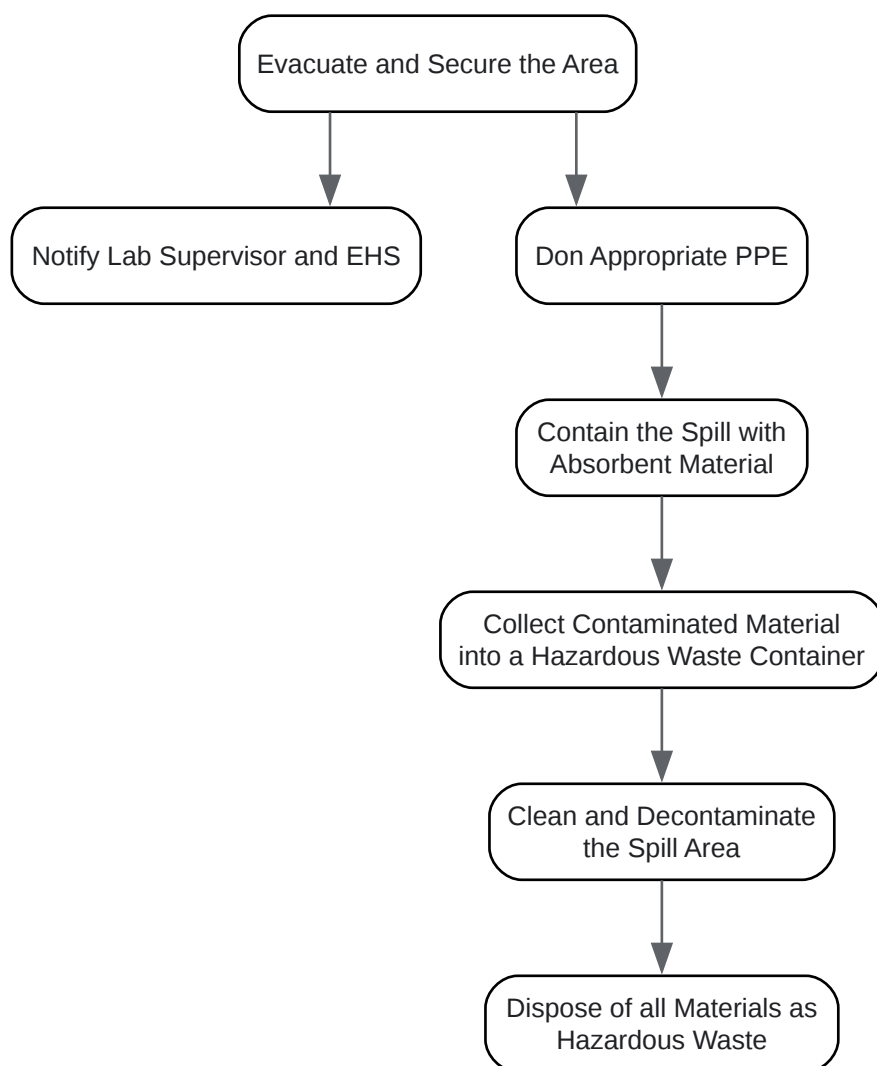 Evacuate and Secure the Area
Notify Lab Supervisor and EHS
Don Appropriate PPE
Contain the Spill with
Absorbent Material
Collect Contaminated Material
into a Hazardous Waste Container
Clean and Decontaminate
the Spill Area
Dispose of all Materials as
Hazardous Waste